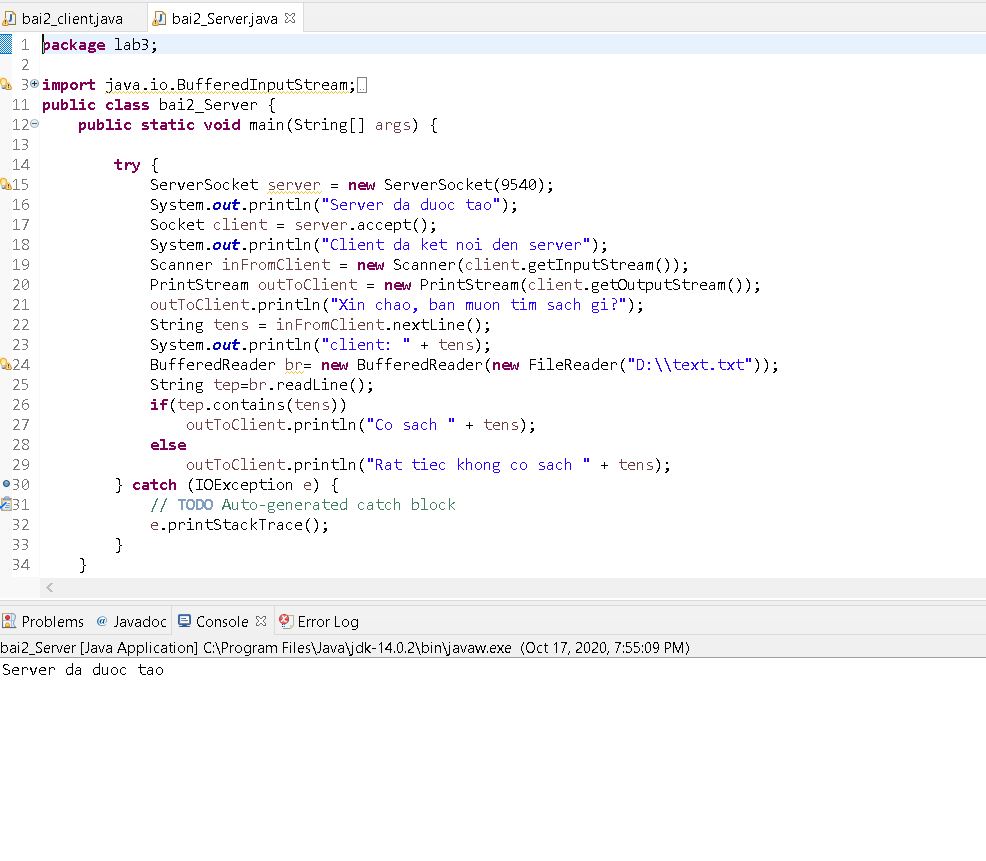 bai2_client.java bai2_Server.java
1 package lab3;
2
3 import java.io.BufferedInputStream;
11 public class bai2_Server {
12 public static void main(String[] args) {
13
14 try {
15 ServerSocket server = new ServerSocket(9540);
16 System.out.println("Server da duoc tao");
17 Socket client = server.accept();
18 System.out.println("Client da ket noi den server");
19 Scanner inFromClient = new Scanner(client.getInputStream());
20 PrintStream outToClient = new PrintStream(client.getOutputStream());
21 outToClient.println("Xin chao, ban muon tim sach gi?");
22 String tens = inFromClient.nextLine();
23 System.out.println("client: " + tens);
24 BufferedReader br= new BufferedReader(new FileReader("D:\\text.txt"));
25 String tep=br.readLine();
26 if(tep.contains(tens))
27 outToClient.println("Co sach " + tens);
28 else
29 outToClient.println("Rat tiec khong co sach " + tens);
30 } catch (IOException e) {
31 // TODO Auto-generated catch block
32 e.printStackTrace();
33 }
34 }
Problems @ Javadoc Console Error Log
bai2_Server [Java Application] C:\Program Files\Java\jdk-14.0.2\bin\javaw.exe (Oct 17, 2020, 7:55:09 PM)
Server da duoc tao